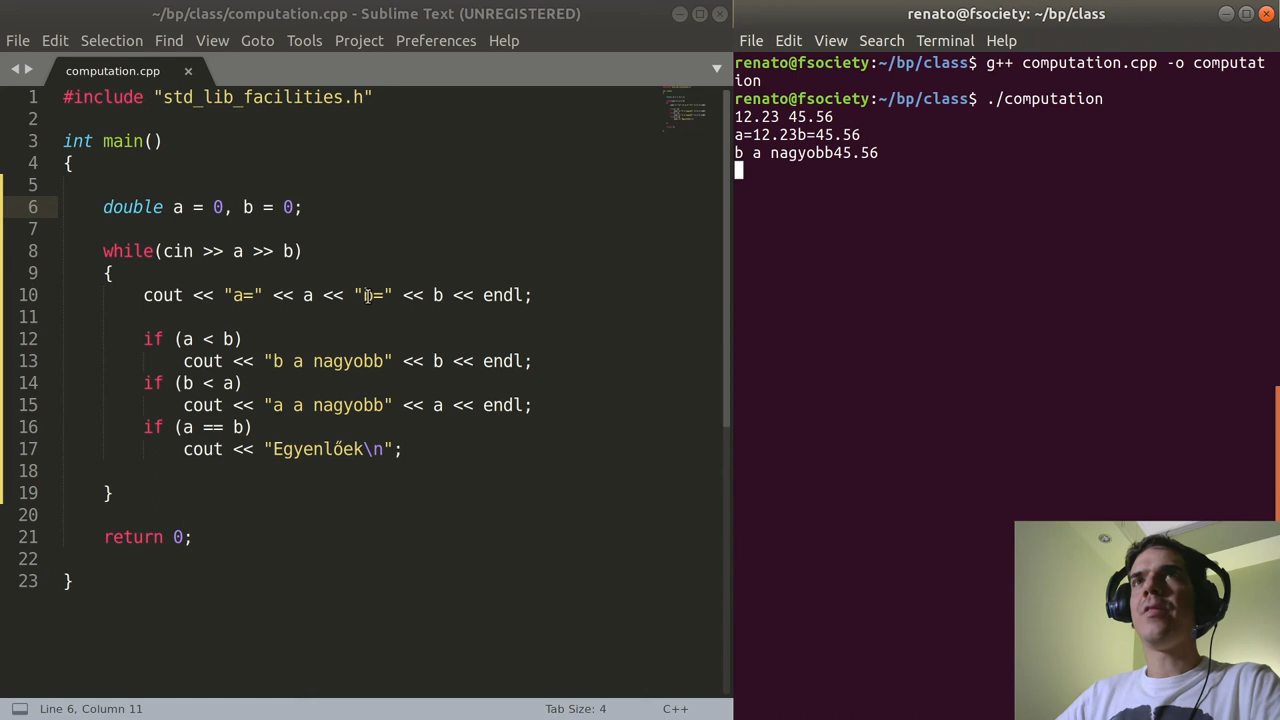 ~/bp/class/computation.cpp - Sublime Text (UNREGISTERED)
File Edit Selection Find View Goto Tools Project Preferences Help
computation.cpp
1 #include "std_lib_facilities.h"
2
3 int main()
4 {
5
6 double a = 0, b = 0;
7
8 while(cin >> a >> b)
9 {
10 cout << "a=" << a << "b=" << b << endl;
11
12 if (a < b)
13 cout << "b a nagyobb" << b << endl;
14 if (b < a)
15 cout << "a a nagyobb" << a << endl;
16 if (a == b)
17 cout << "Egyenlőek\n";
18
19 }
20
21 return 0;
22
23 }
Line 6, Column 11 Tab Size: 4 C++
renato@fsociety: ~/bp/class
File Edit View Search Terminal Help
renato@fsociety:~/bp/class$ g++ computation.cpp -o computat
ion
renato@fsociety:~/bp/class$ ./computation
12.23 45.56
a=12.23b=45.56
b a nagyobb45.56